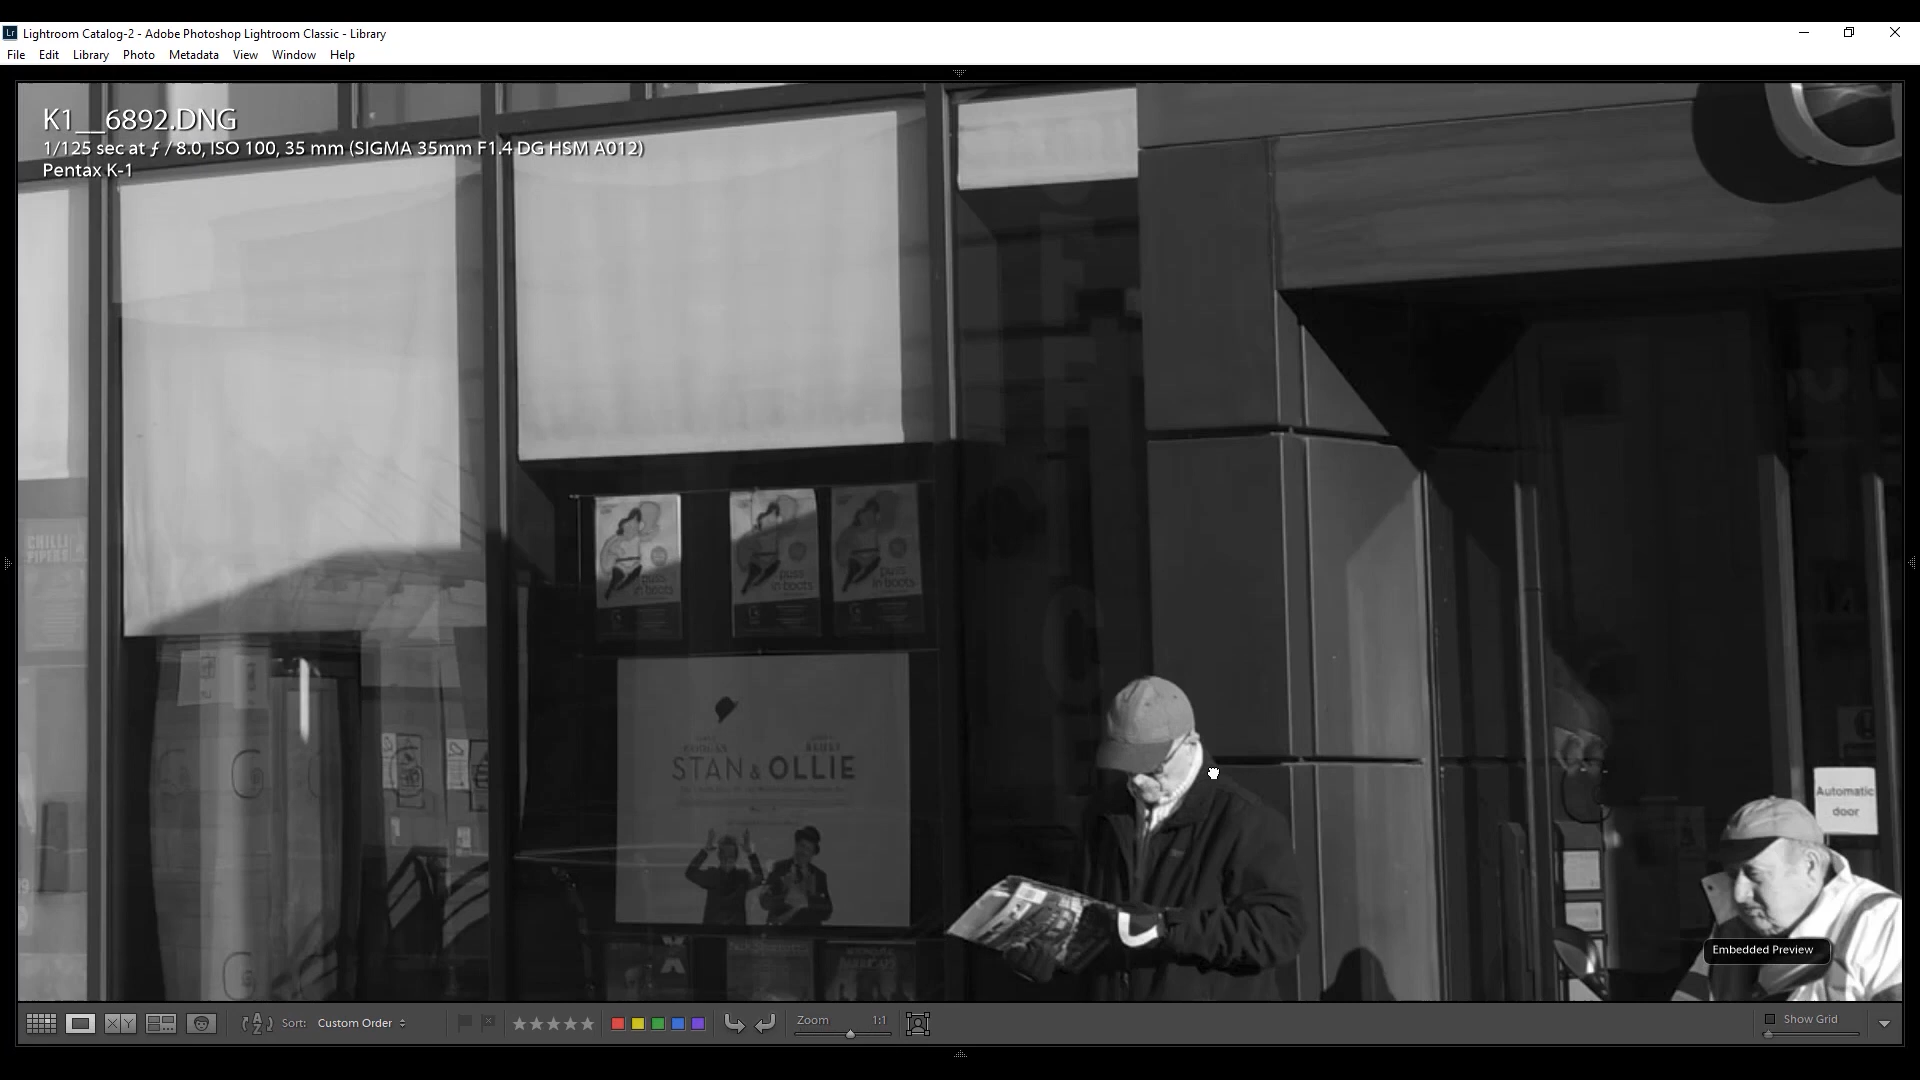 Lightroom Catalog-2 - Adobe Photoshop Lightroom Classic - Library
File Edit Library Photo Metadata View Window Help
K1__6892.DNG
1/125 sec at ƒ / 8.0, ISO 100, 35 mm (SIGMA 35mm F1.4 DG HSM A012)
Pentax K-1
CHILLI
PIPERS
puss
in boots
puss
in boots
puss
in boots
STAN & OLLIE
Automatic
door
Embedded Preview
Sort: Custom Order
Zoom 1:1
Show Grid